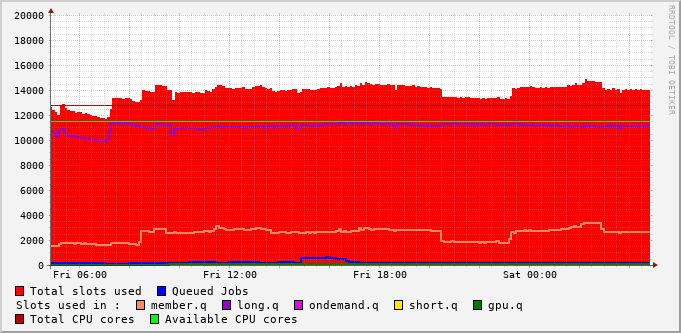 RRDTOOL / TOBI OETIKER
20000
18000
16000
14000
12000
10000
8000
6000
4000
2000
0
Fri 06:00 Fri 12:00 Fri 18:00 Sat 00:00
Total slots used Queued Jobs
Slots used in : member.q long.q ondemand.q short.q gpu.q
Total CPU cores Available CPU cores